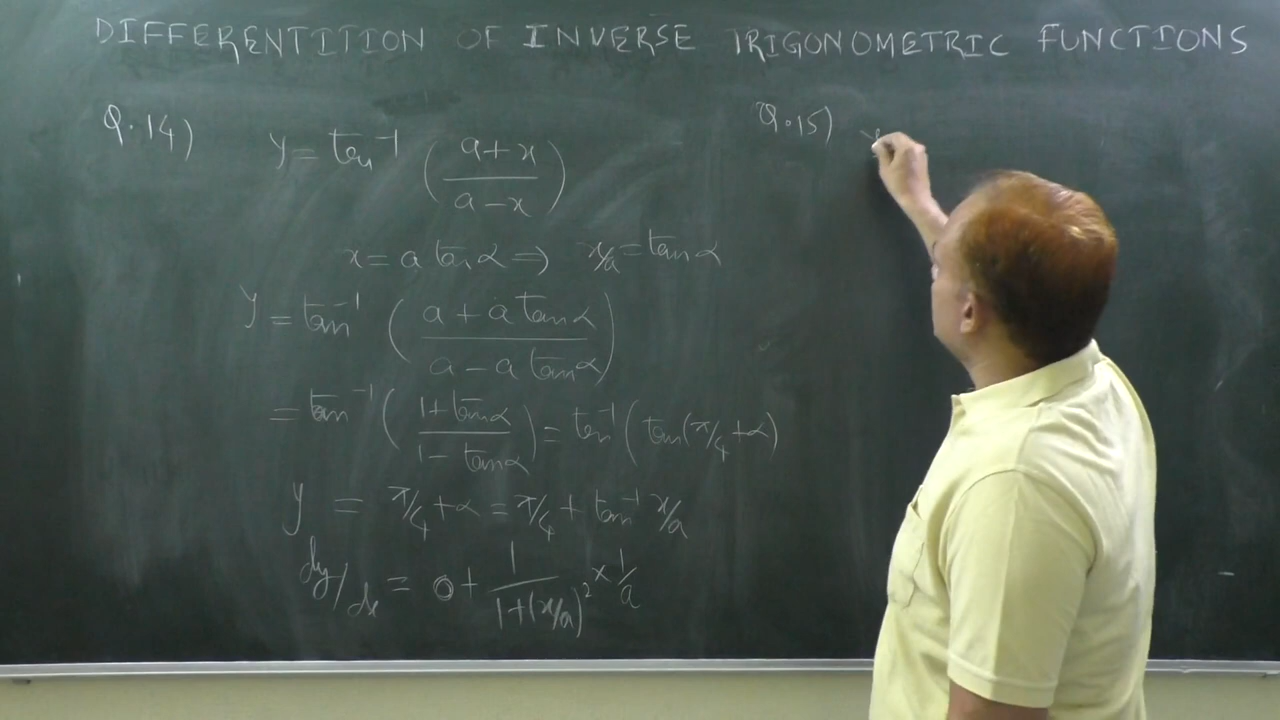 DIFFERENTITION OF INVERSE TRIGONOMETRIC FUNCTIONS
Q.14) y = tan⁻¹ ( (a+x) / (a−x) )
x = a tan α ⇒ x/a = tan α
y = tan⁻¹ ( (a + a tan α) / (a − a tan α) )
= tan⁻¹ ( (1+tan α) / (1− tan α) ) = tan⁻¹ ( tan(π/4 + α)
y = π/4 + α = π/4 + tan⁻¹ x/a
dy/dx = 0 + 1 / (1+(x/a)²) × 1/a
Q.15)